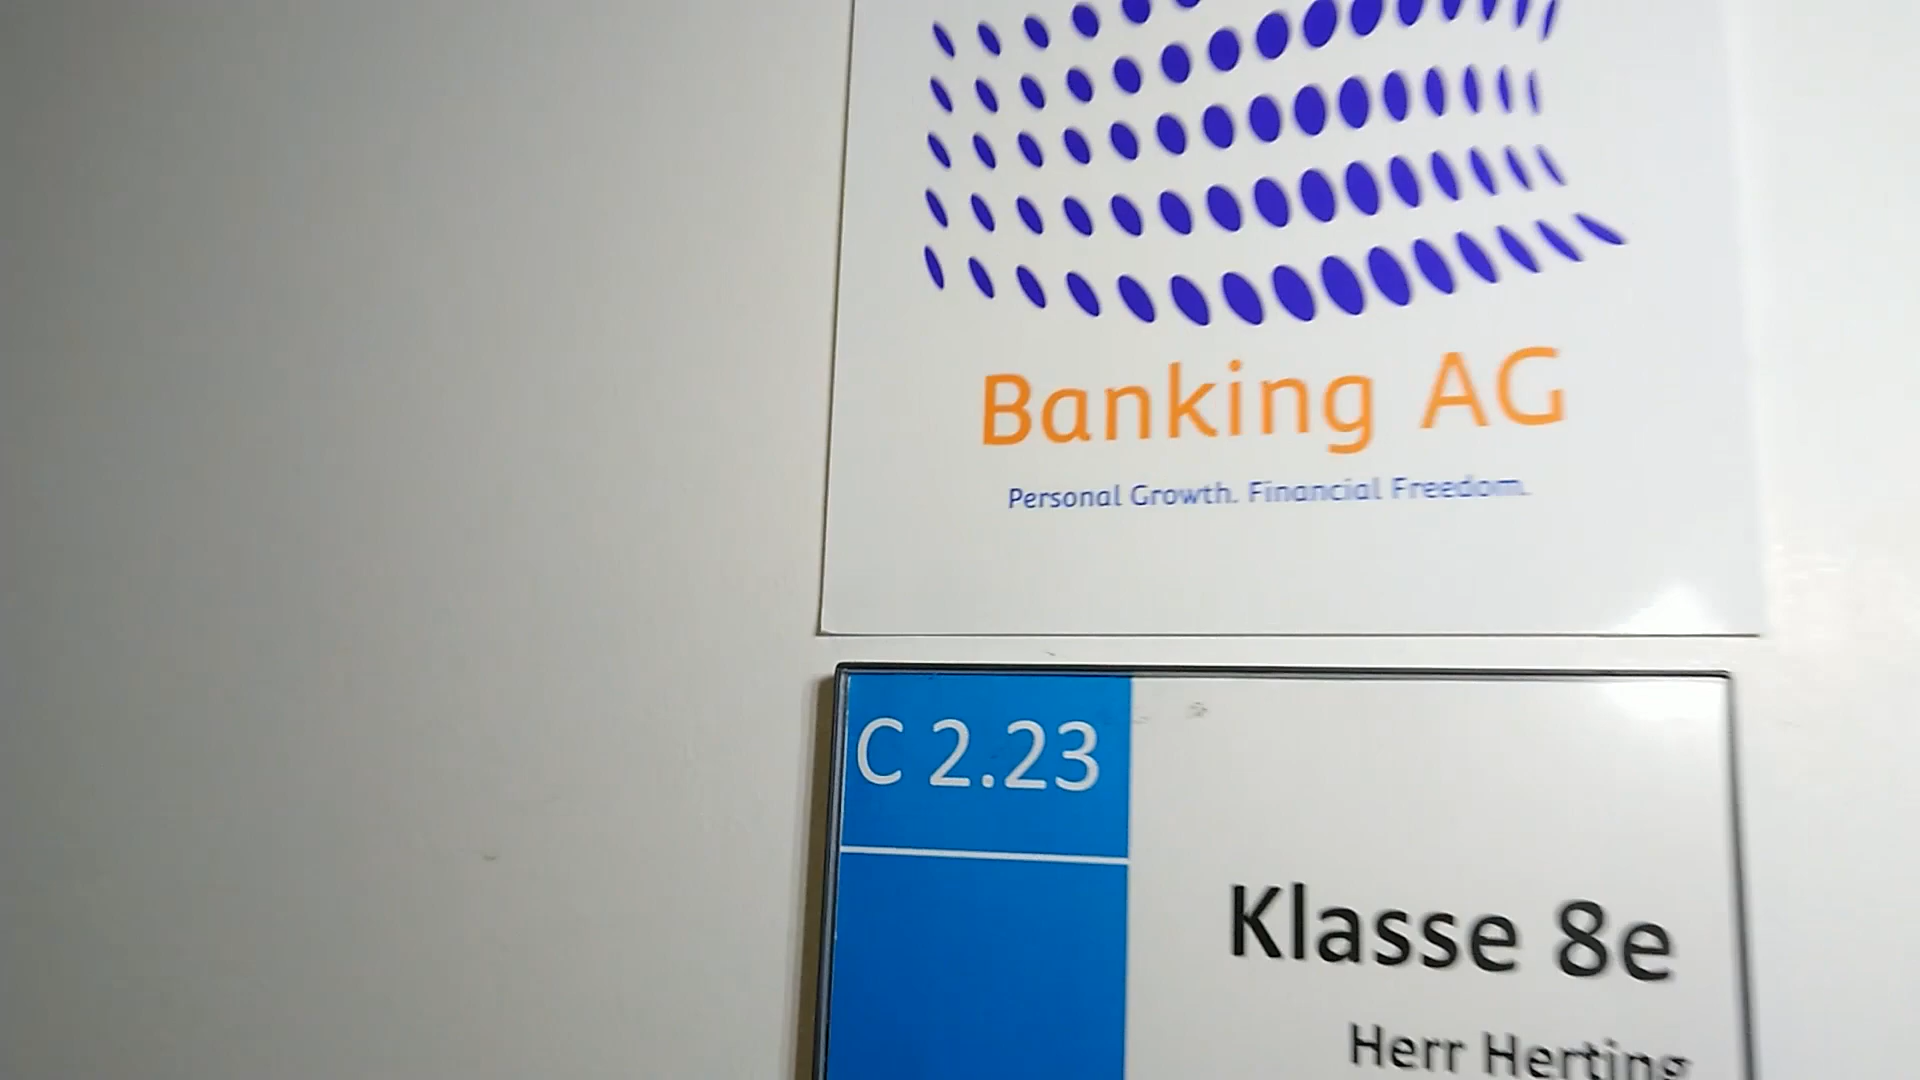 Banking AG
Personal Growth. Financial Freedom.
C 2.23
Klasse 8e
Herr Herting